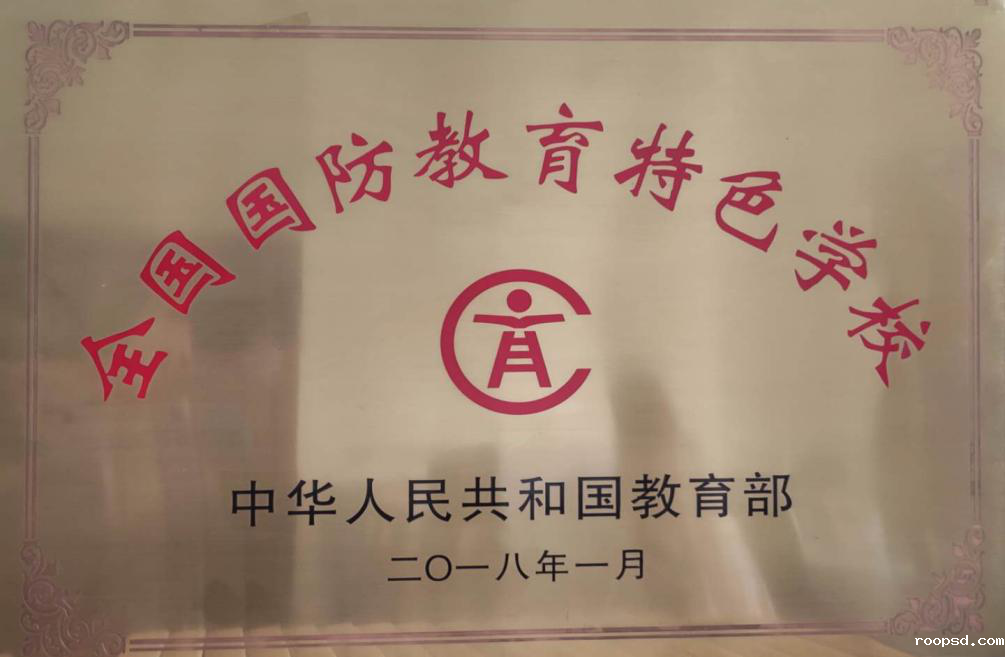 全国国防教育特色学校
中华人民共和国教育部
二〇一八年一月
roopsd.com